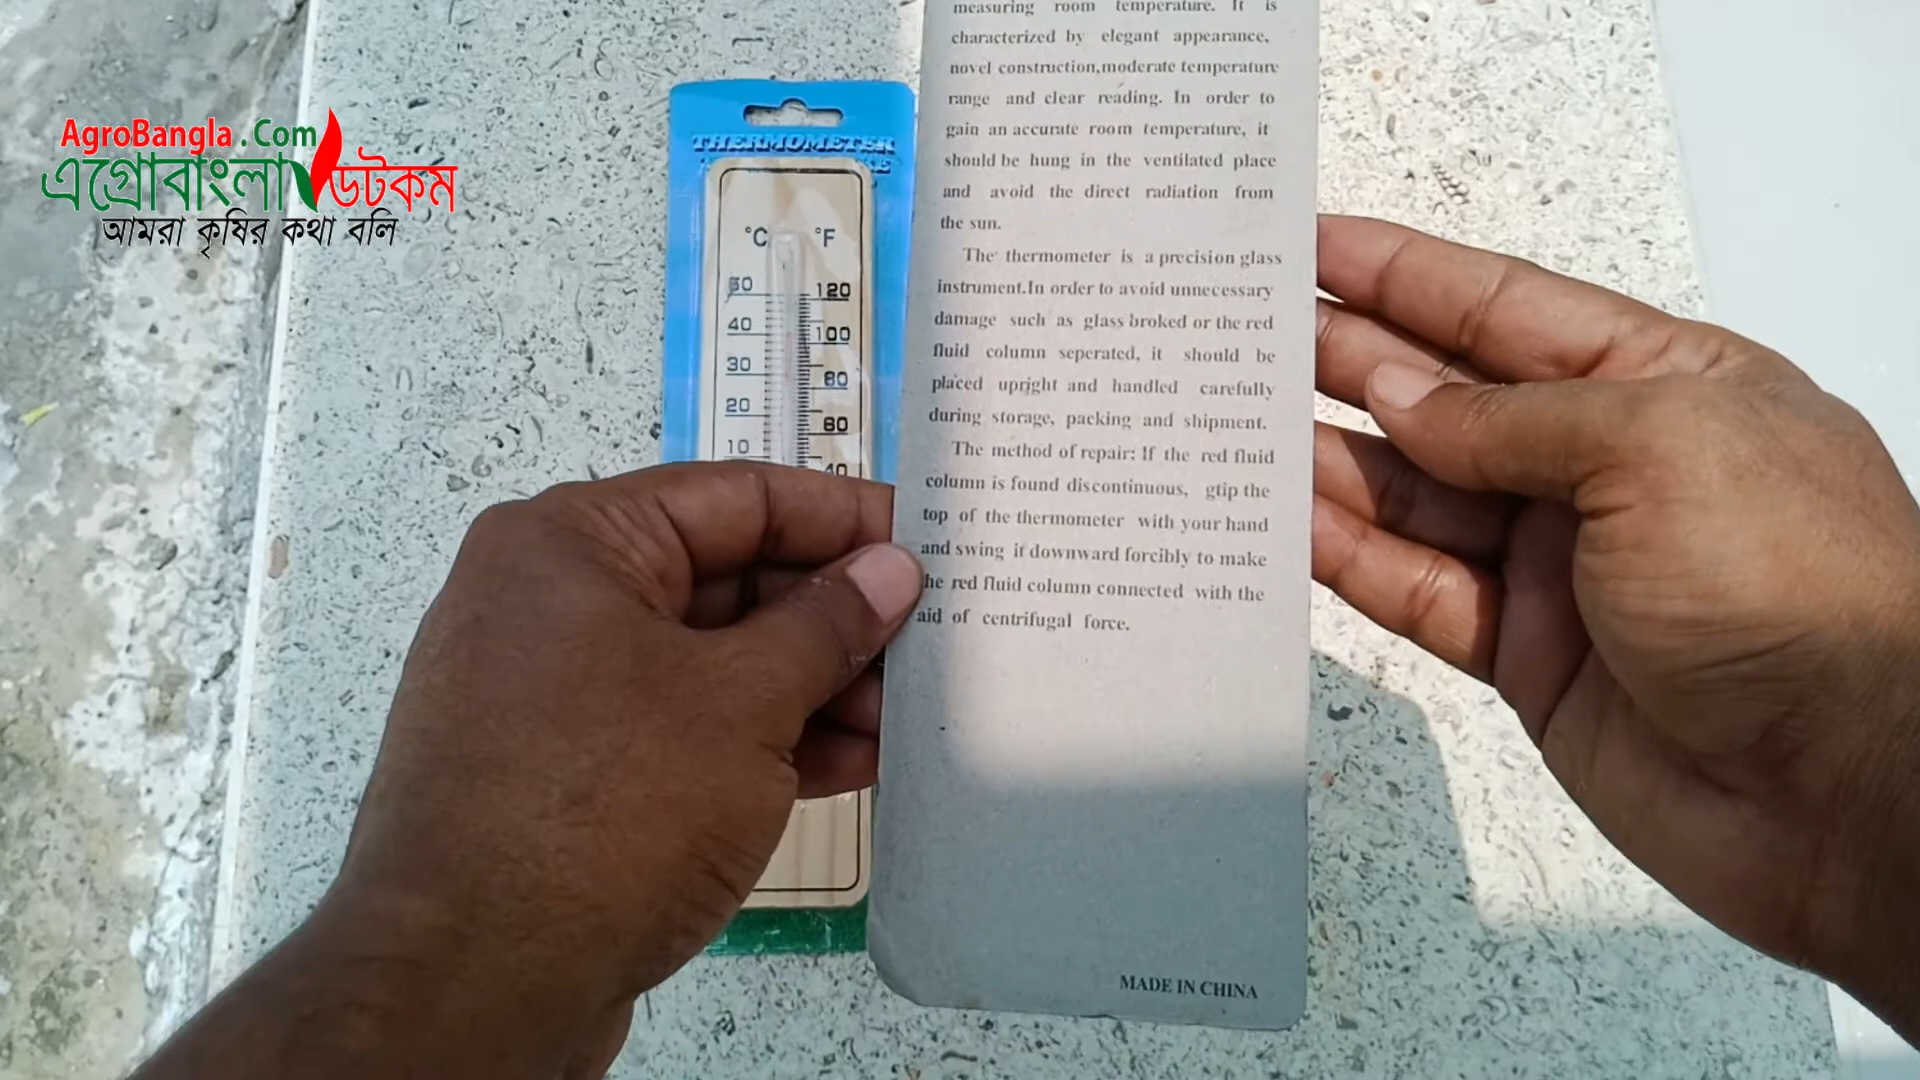 AgroBangla.Com
এগ্রোবাংলা ডটকম
আমরা কৃষির কথা বলি
THERMOMETER
°C °F
50 120
40 100
30 80
20 60
10 40
measuring room temperature. It is
characterized by elegant appearance,
novel construction,moderate temperature
range and clear reading. In order to
gain an accurate room temperature, it
should be hung in the ventilated place
and avoid the direct radiation from
the sun.
The thermometer is a precision glass
instrument.In order to avoid unnecessary
damage such as glass broked or the red
fluid column seperated, it should be
placed upright and handled carefully
during storage, packing and shipment.
The method of repair: If the red fluid
column is found discontinuous, gtip the
top of the thermometer with your hand
and swing it downward forcibly to make
he red fluid column connected with the
aid of centrifugal force.
MADE IN CHINA